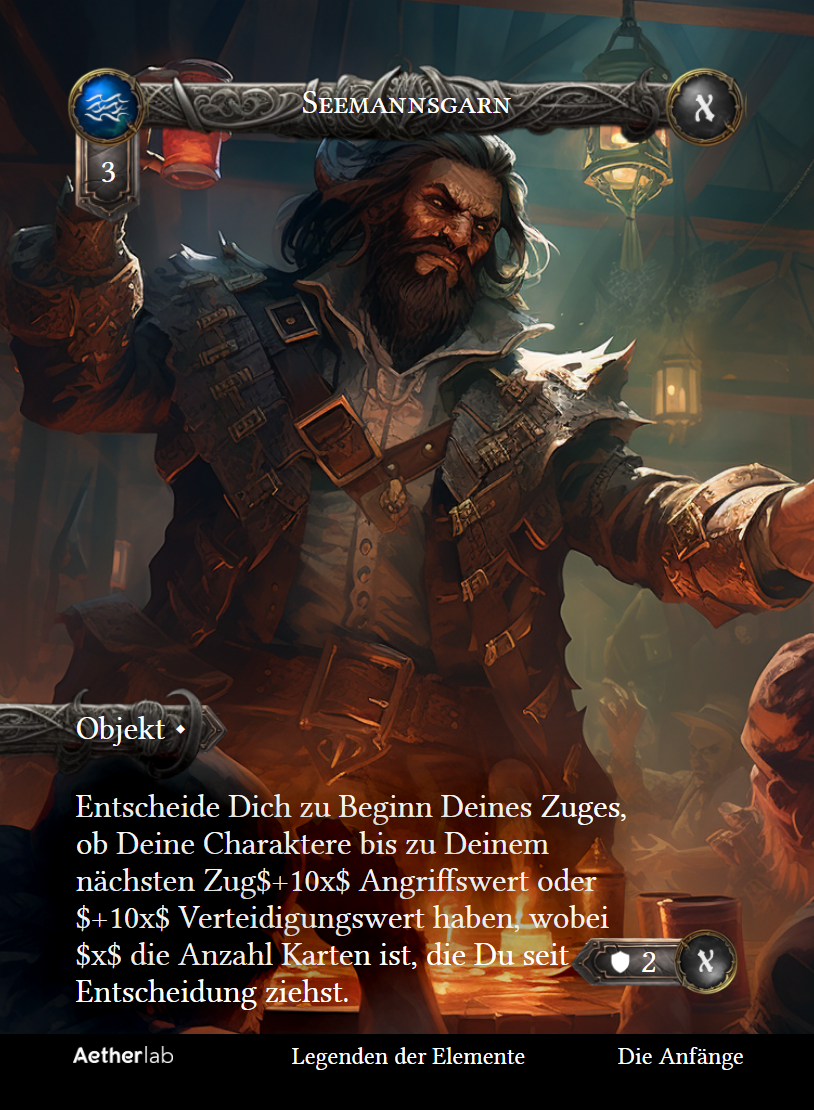 Seemannsgarn
3
Objekt •
Entscheide Dich zu Beginn Deines Zuges,
ob Deine Charaktere bis zu Deinem
nächsten Zug$+10x$ Angriffswert oder
$+10x$ Verteidigungswert haben, wobei
$x$ die Anzahl Karten ist, die Du seit
Entscheidung ziehst.
2
Aetherlab Legenden der Elemente Die Anfänge